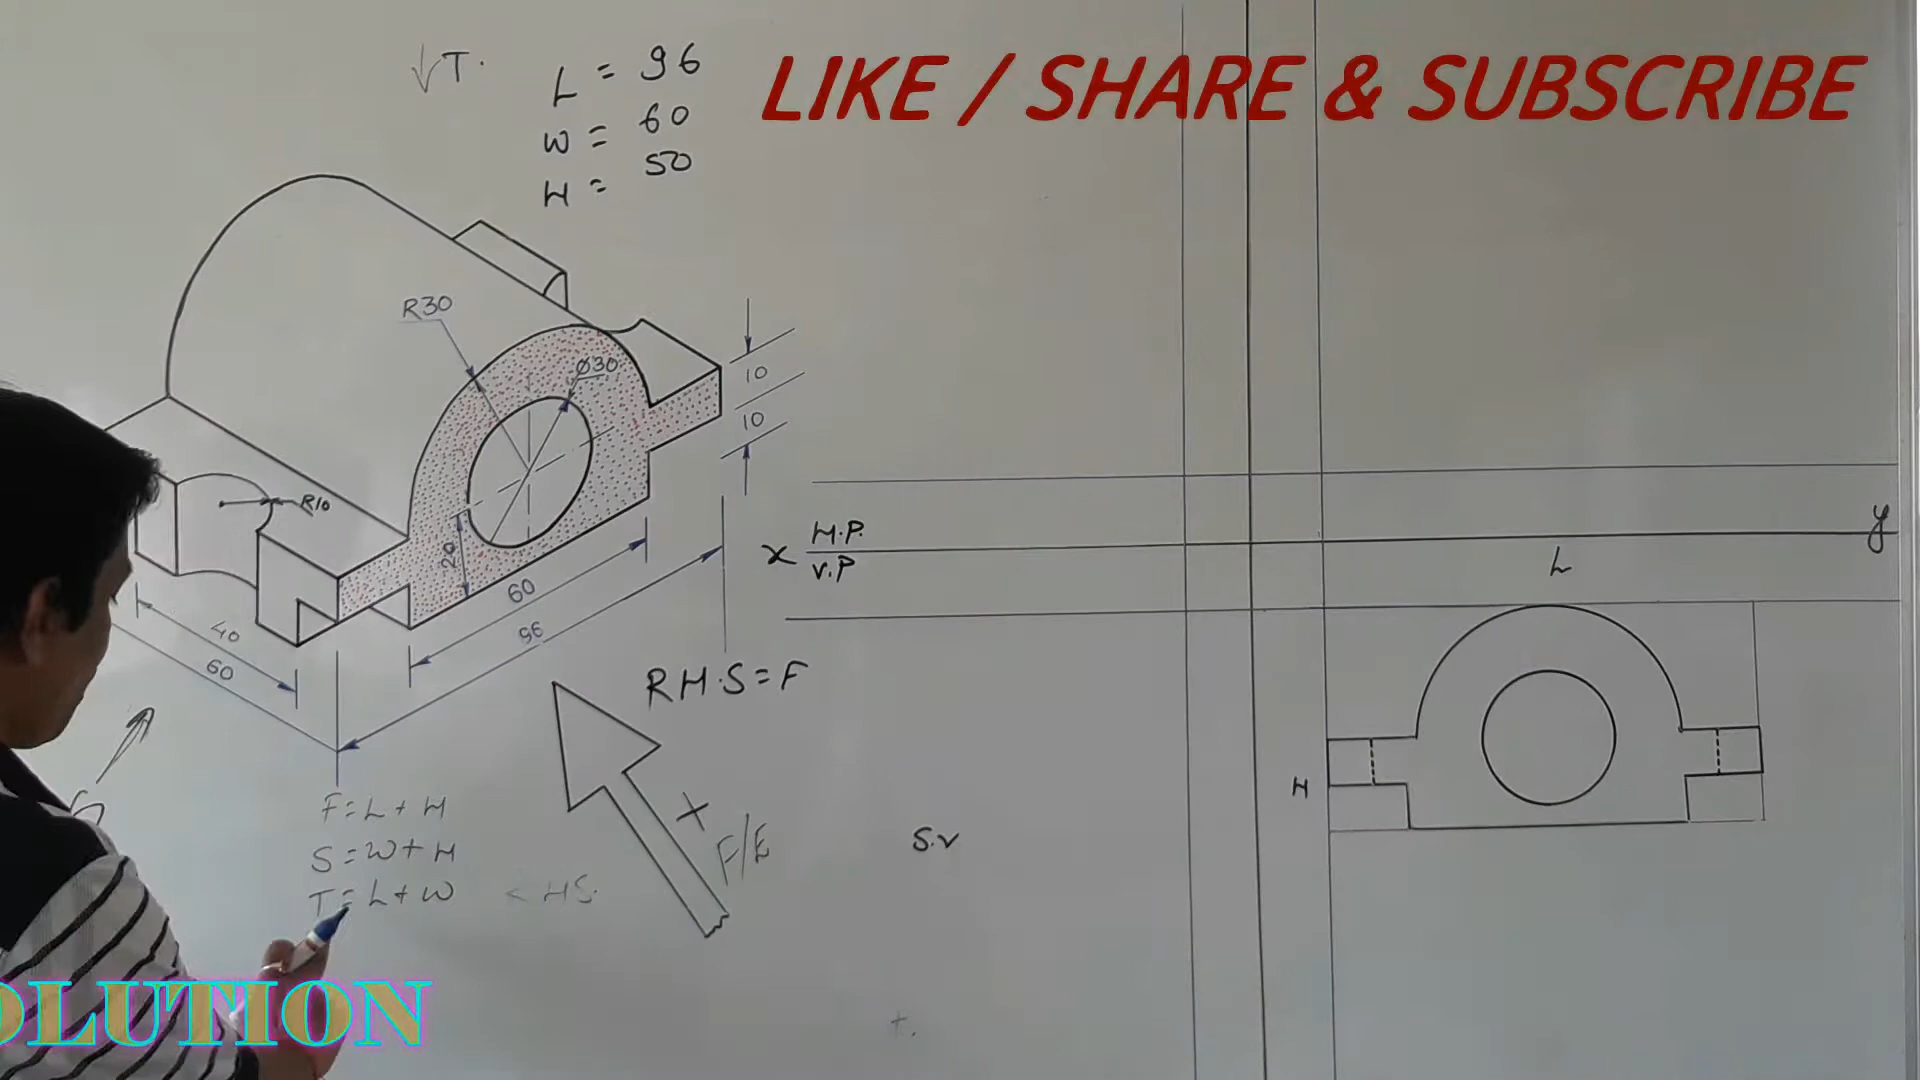 ↓T.
L = 96
W = 60
H = 50
LIKE / SHARE & SUBSCRIBE
R30
Ø30
10
10
R10
20
60
96
40
60
RH.S = F
F = L + H
S = W + H
T = L + W
< HS.
X
F/E
x H.P. y
V.P
L
H
S.V
OLUTION